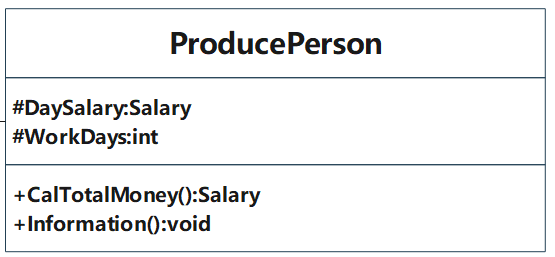 ProducePerson
#DaySalary:Salary
#WorkDays:int
+CalTotalMoney():Salary
+Information():void